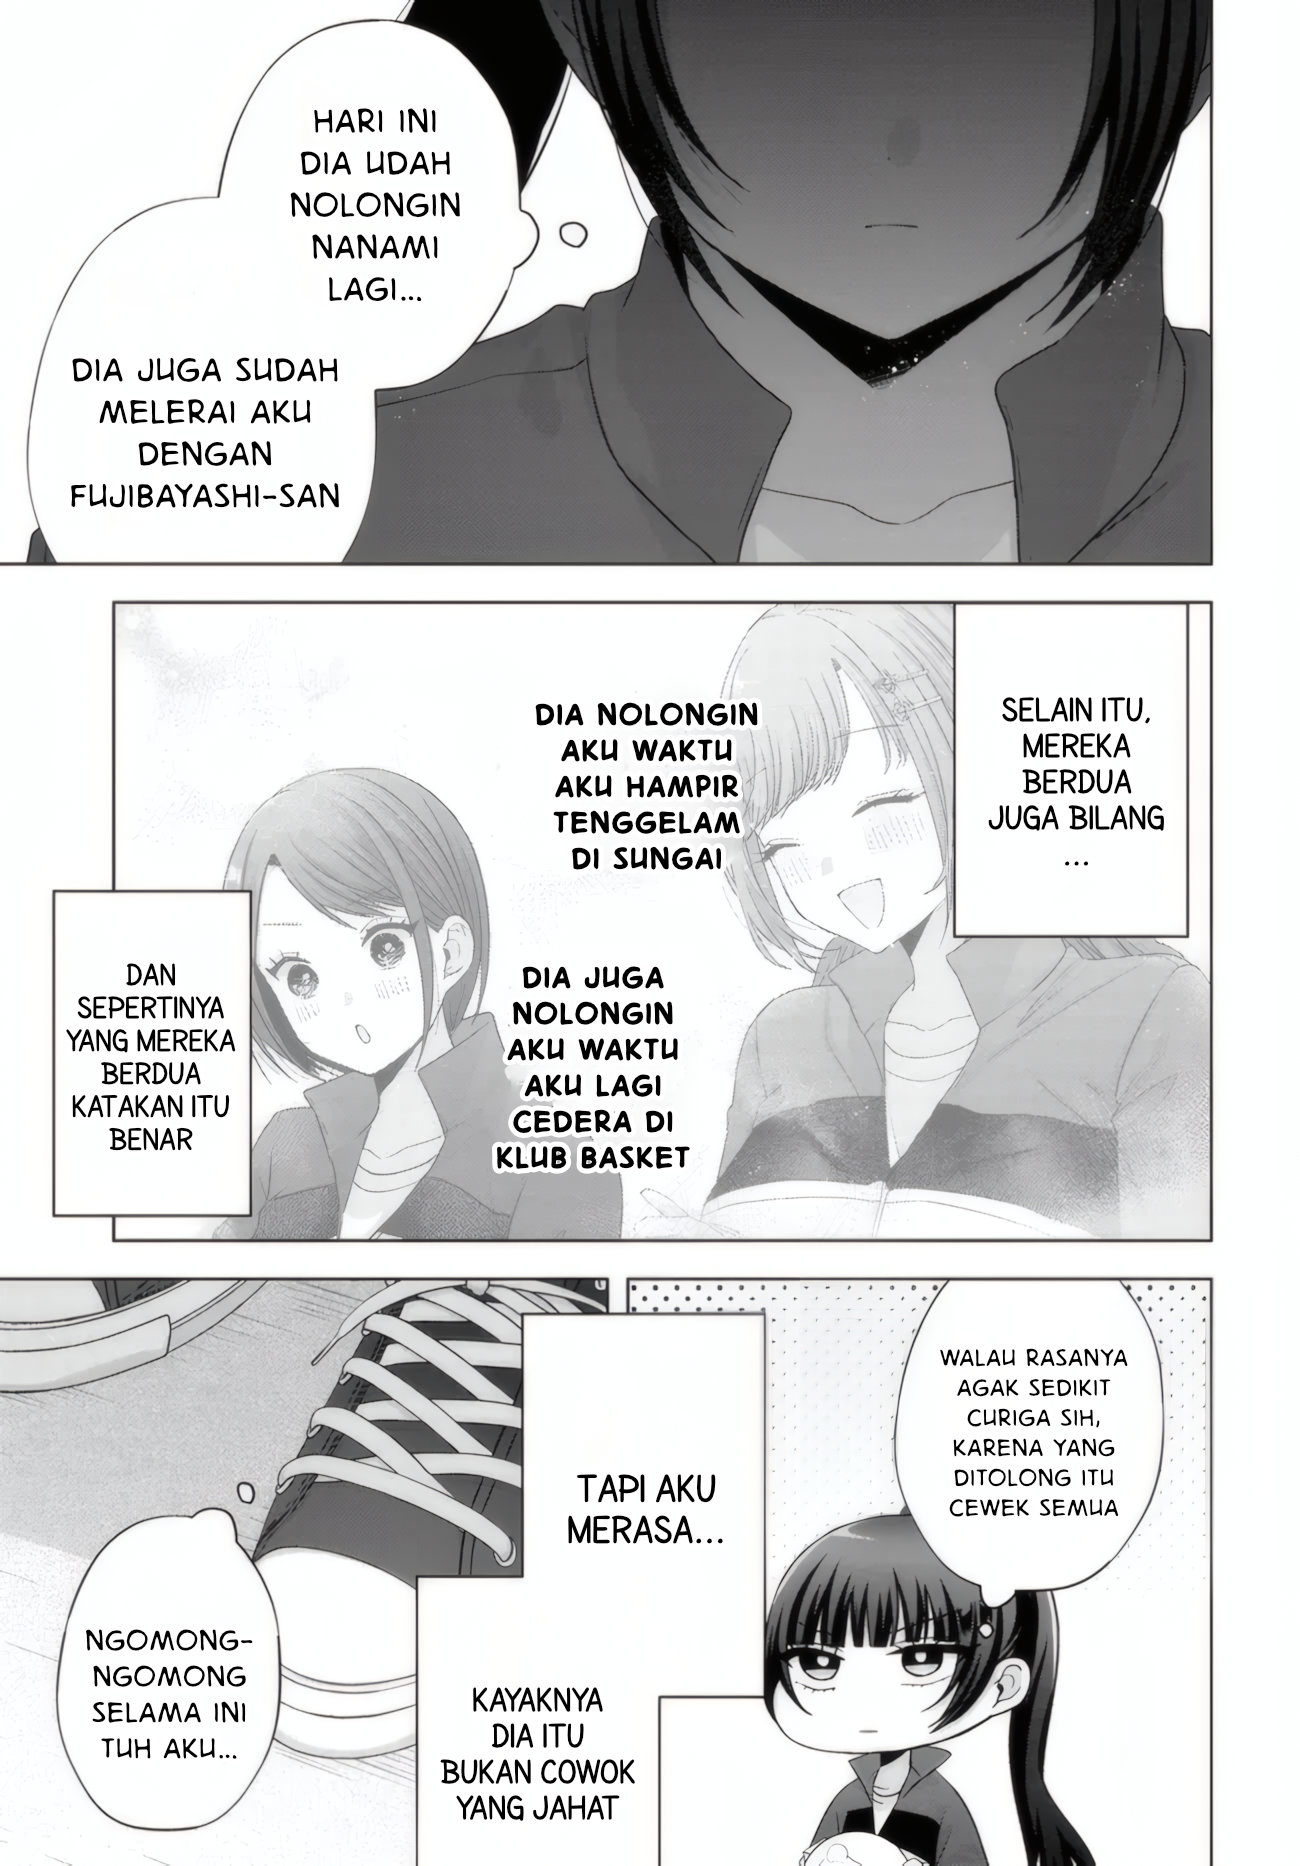 HARI INI
DIA UDAH
NOLONGIN
NANAMI
LAGI...
DIA JUGA SUDAH
MELERAI AKU
DENGAN
FUJIBAYASHI-SAN
SELAIN ITU,
MEREKA
BERDUA
JUGA BILANG
...
DIA NOLONGIN
AKU WAKTU
AKU HAMPIR
TENGGELAM
DI SUNGAI
DIA JUGA
NOLONGIN
AKU WAKTU
AKU LAGI
CEDERA DI
KLUB BASKET
DAN
SEPERTINYA
YANG MEREKA
BERDUA
KATAKAN ITU
BENAR
WALAU RASANYA
AGAK SEDIKIT
CURIGA SIH,
KARENA YANG
DITOLONG ITU
CEWEK SEMUA
TAPI AKU
MERASA...
KAYAKNYA
DIA ITU
BUKAN COWOK
YANG JAHAT
NGOMONG-
NGOMONG
SELAMA INI
TUH AKU...